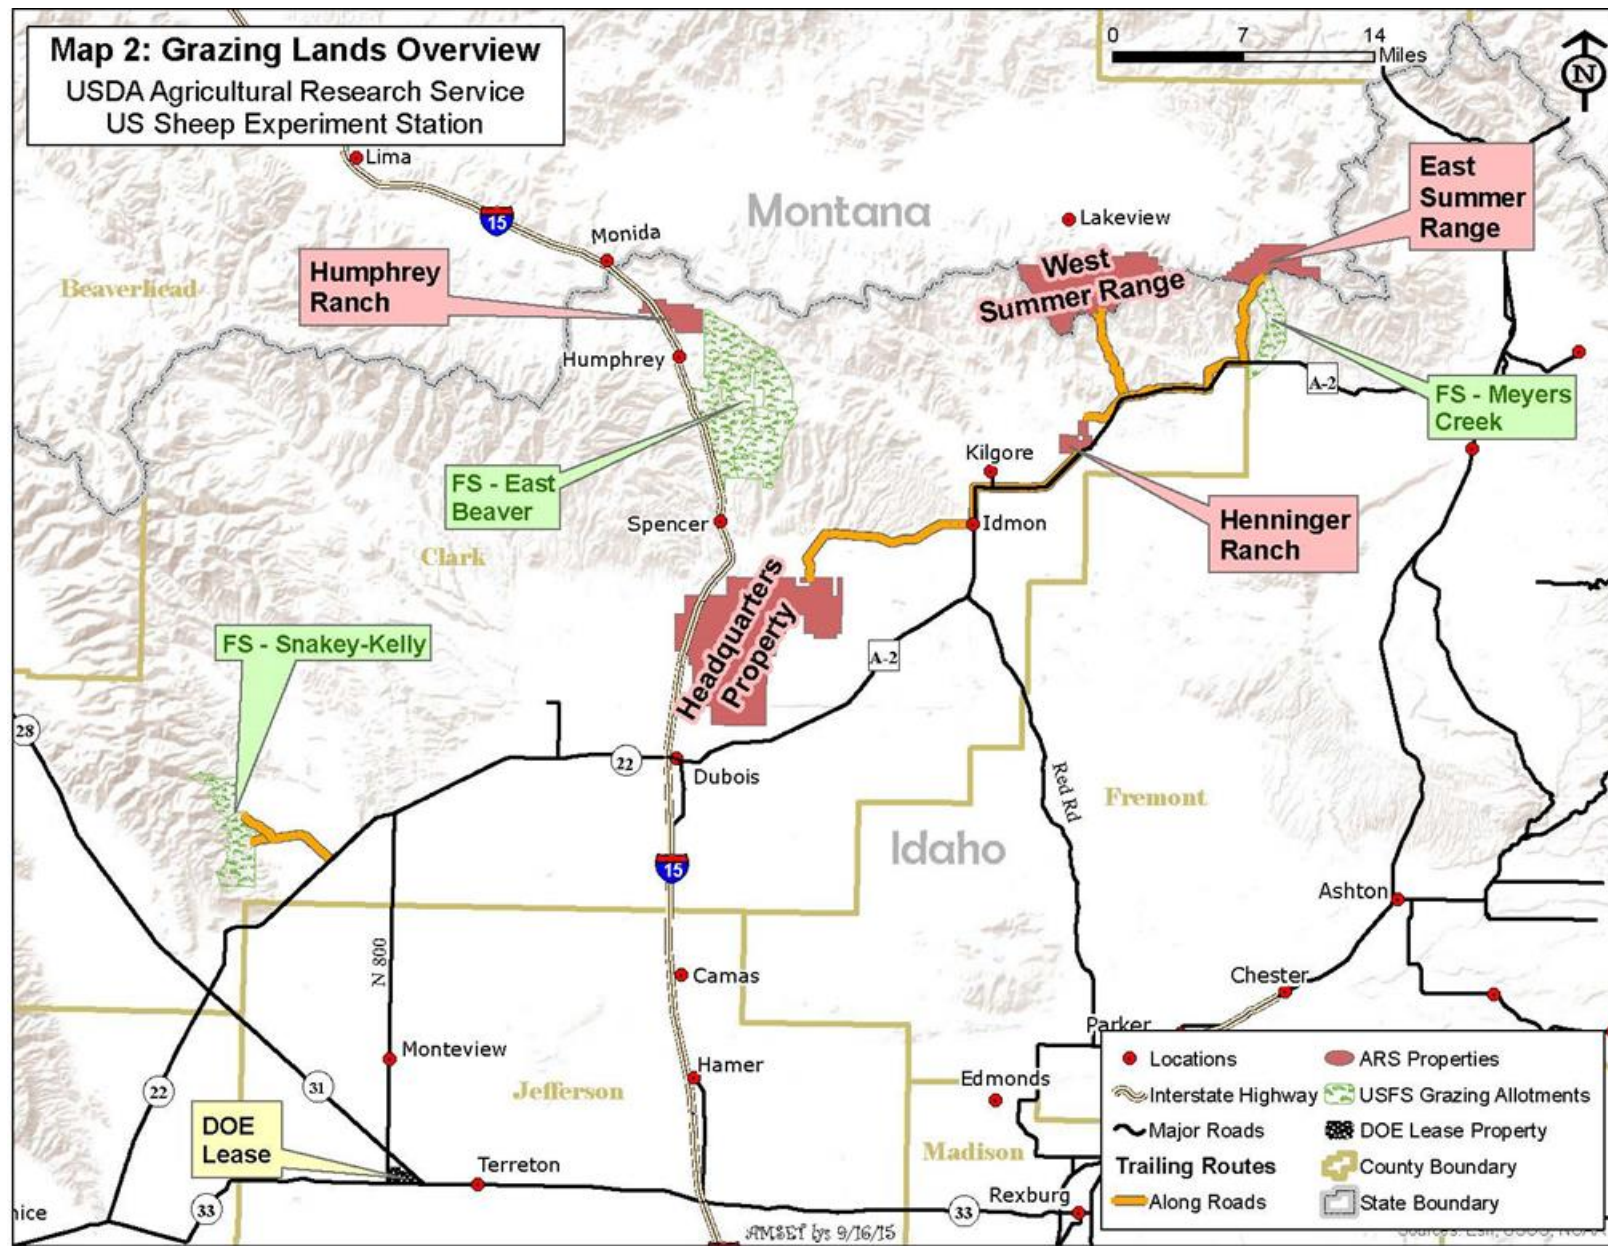 Map 2: Grazing Lands Overview
USDA Agricultural Research Service
US Sheep Experiment Station
0 7 14
Miles
N
Lima
15
Monida
Montana
Lakeview
East
Summer
Range
Beaverhead
Humphrey
Ranch
West
Summer Range
Humphrey
A-2
FS - Meyers
Creek
FS - East
Beaver
Kilgore
Spencer
Idmon
Henninger
Ranch
Clark
Headquarters
Property
FS - Snakey-Kelly
A-2
28
22
Dubois
Red Rd
Fremont
Idaho
15
Ashton
N 800
Camas
Chester
Parker
Monteview
Hamer
Edmonds
22
31
Jefferson
DOE
Lease
Madison
Terreton
Rexburg
33
33
AMSET lys 9/16/15
Locations
Interstate Highway
Major Roads
Trailing Routes
Along Roads
ARS Properties
USFS Grazing Allotments
DOE Lease Property
County Boundary
State Boundary